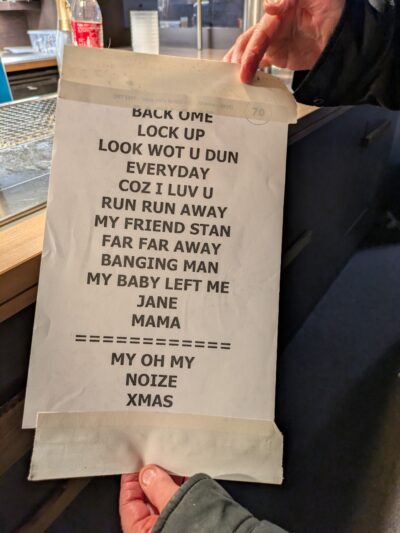 70
BACK OME
LOCK UP
LOOK WOT U DUN
EVERYDAY
COZ I LUV U
RUN RUN AWAY
MY FRIEND STAN
FAR FAR AWAY
BANGING MAN
MY BABY LEFT ME
JANE
MAMA
============
MY OH MY
NOIZE
XMAS